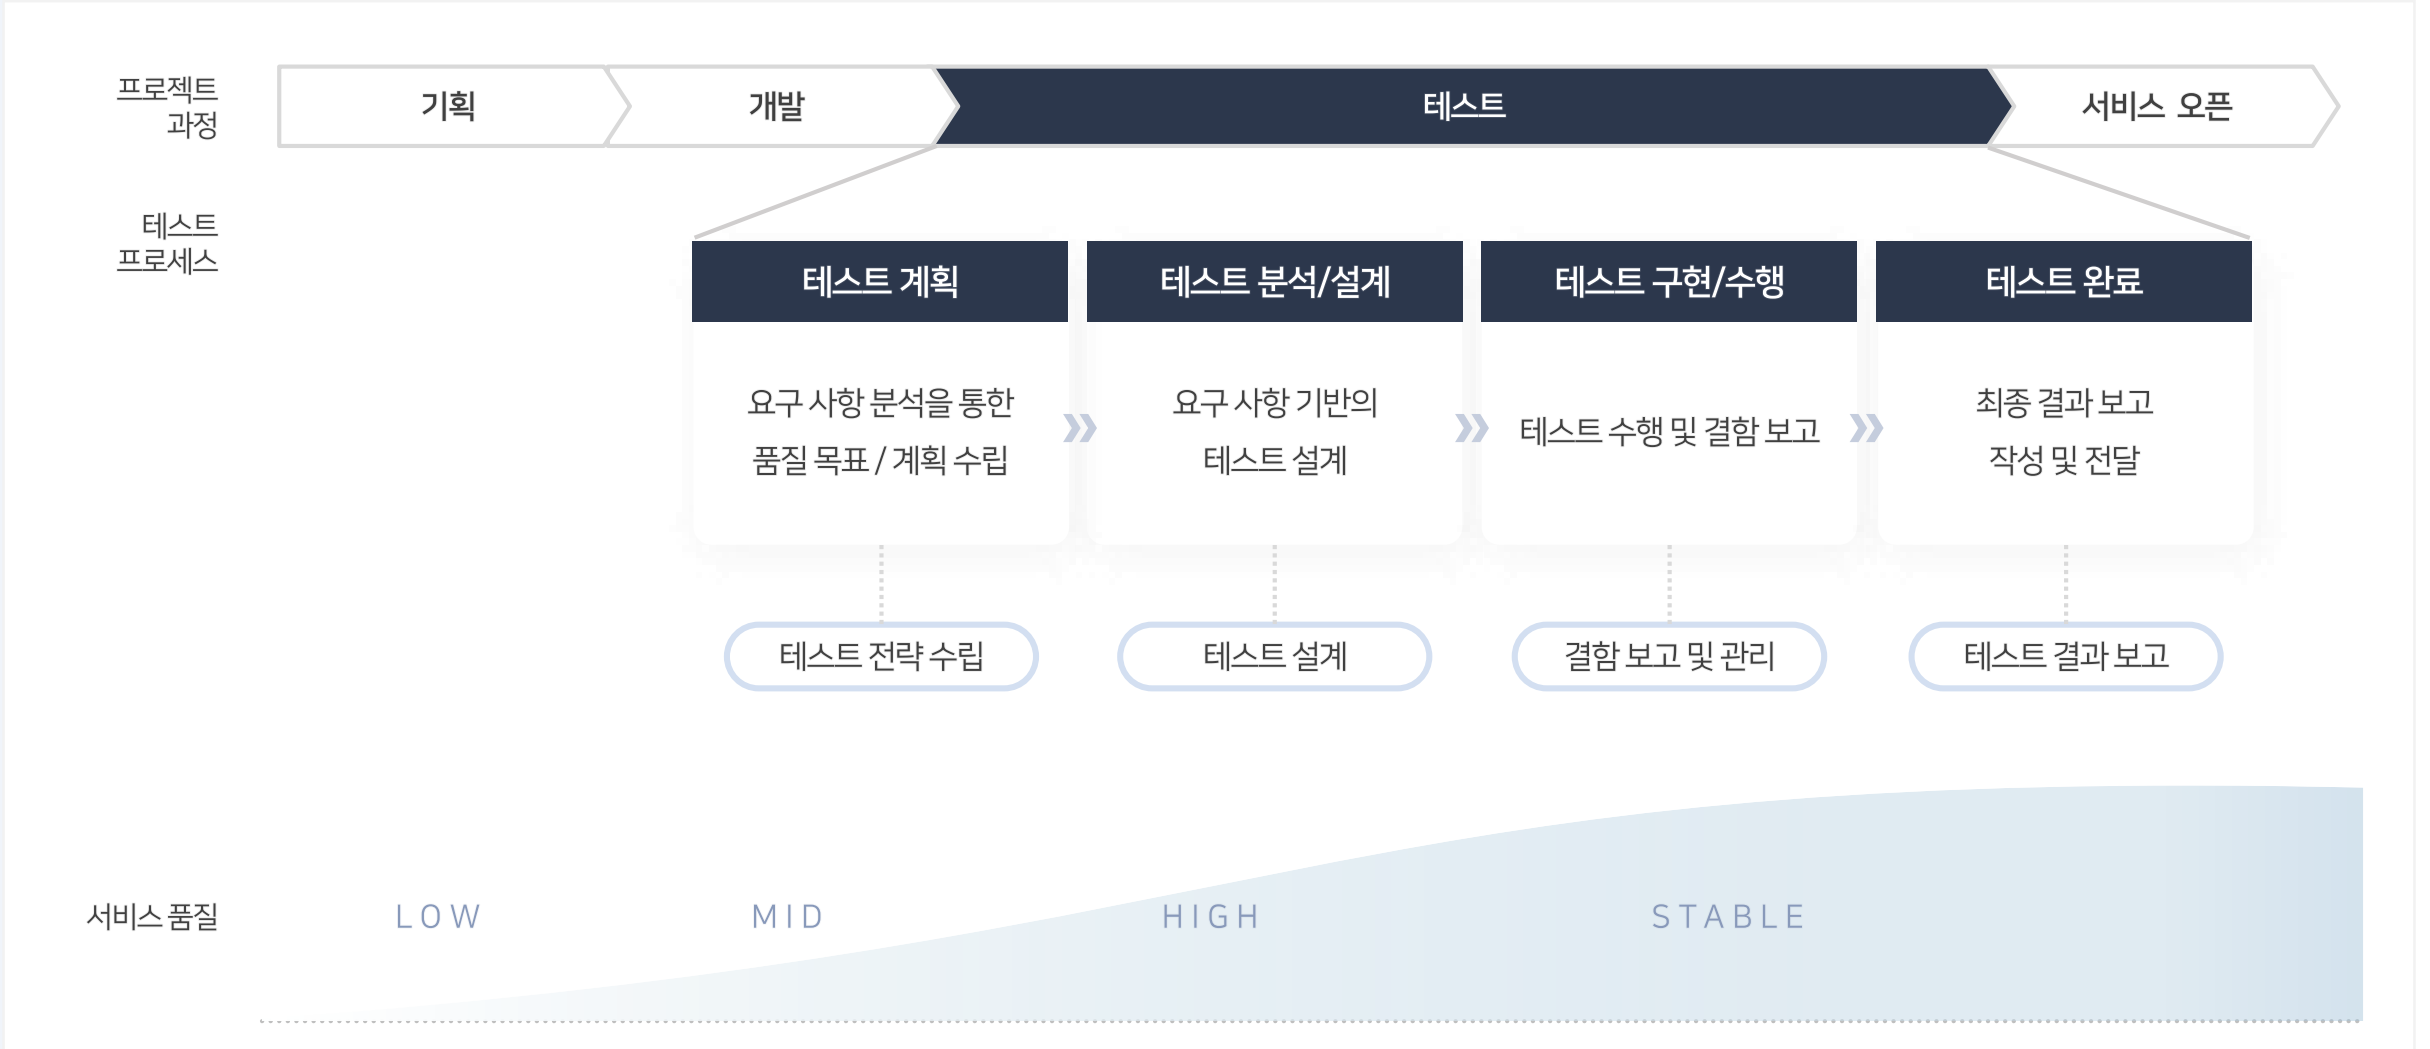 프로젝트
과정
기획
개발
테스트
서비스 오픈
테스트
프로세스
테스트 계획
요구 사항 분석을 통한
품질 목표 / 계획 수립
테스트 전략 수립
테스트 분석/설계
요구 사항 기반의
테스트 설계
테스트 설계
테스트 구현/수행
테스트 수행 및 결함 보고
결함 보고 및 관리
테스트 완료
최종 결과 보고
작성 및 전달
테스트 결과 보고
서비스 품질
LOW
MID
HIGH
STABLE